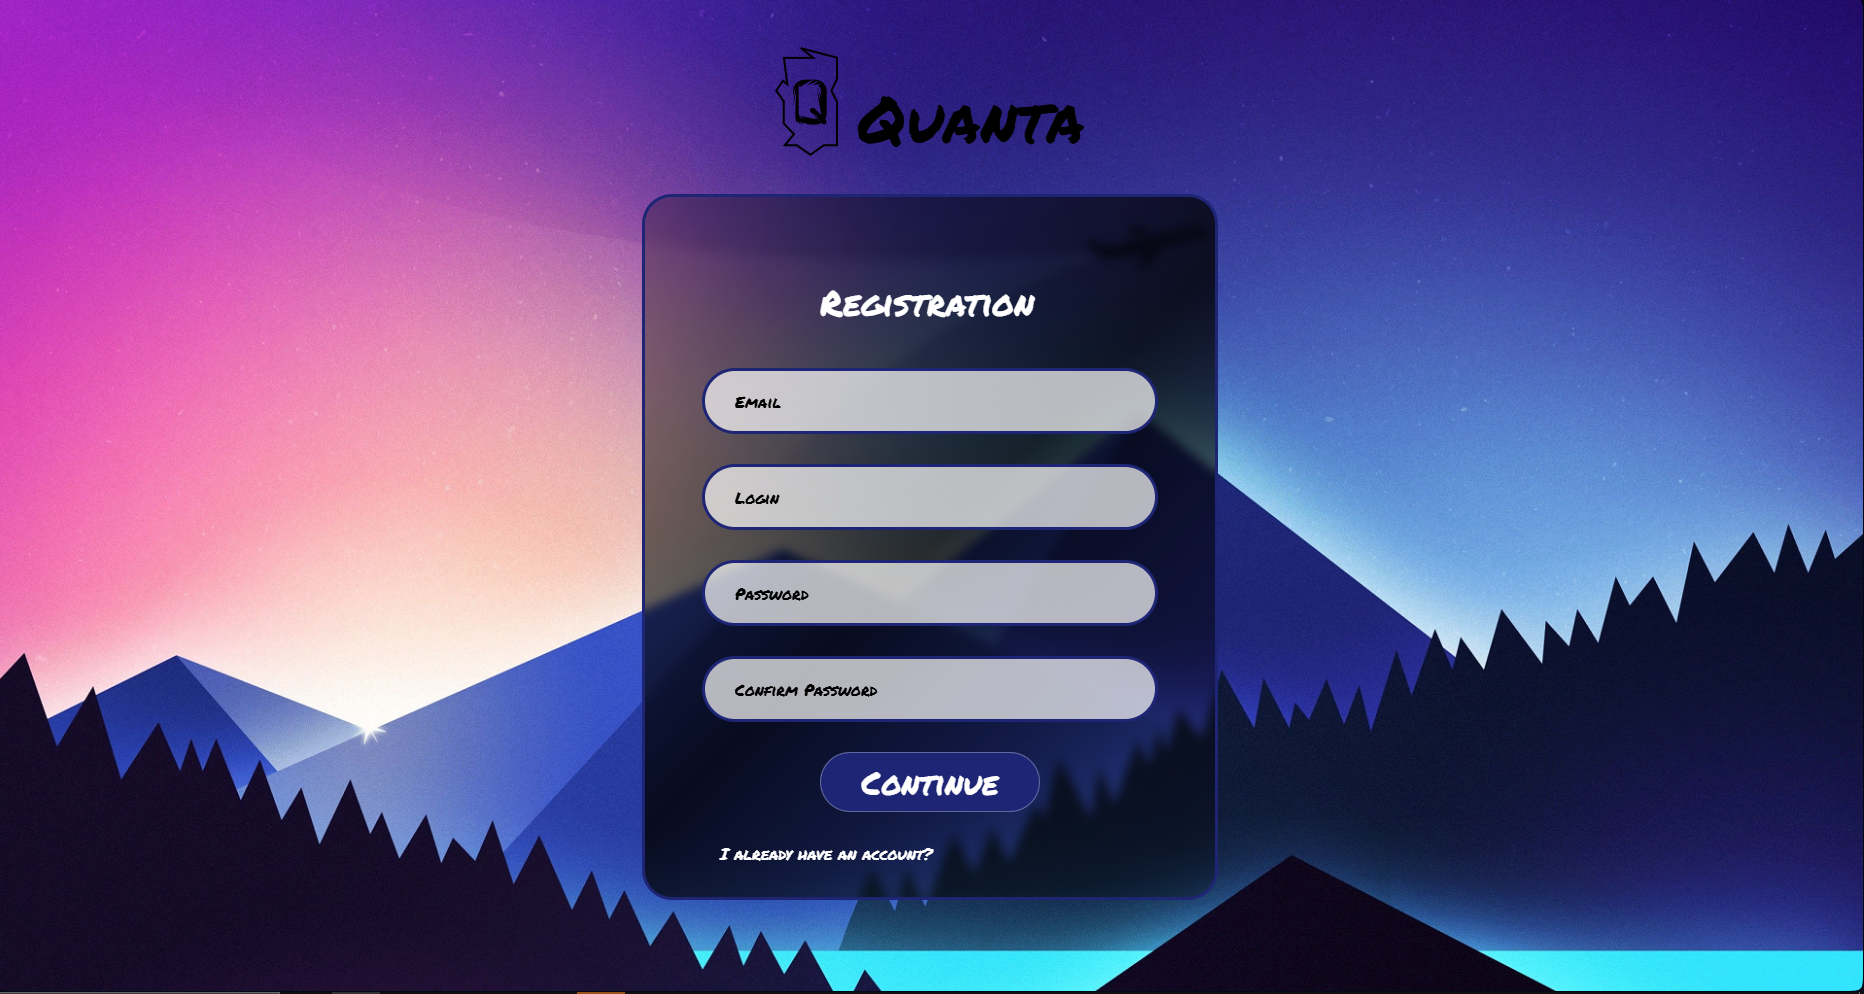 Q Quanta
Registration
Email
Login
Password
Confirm Password
Continue
I already have an account?